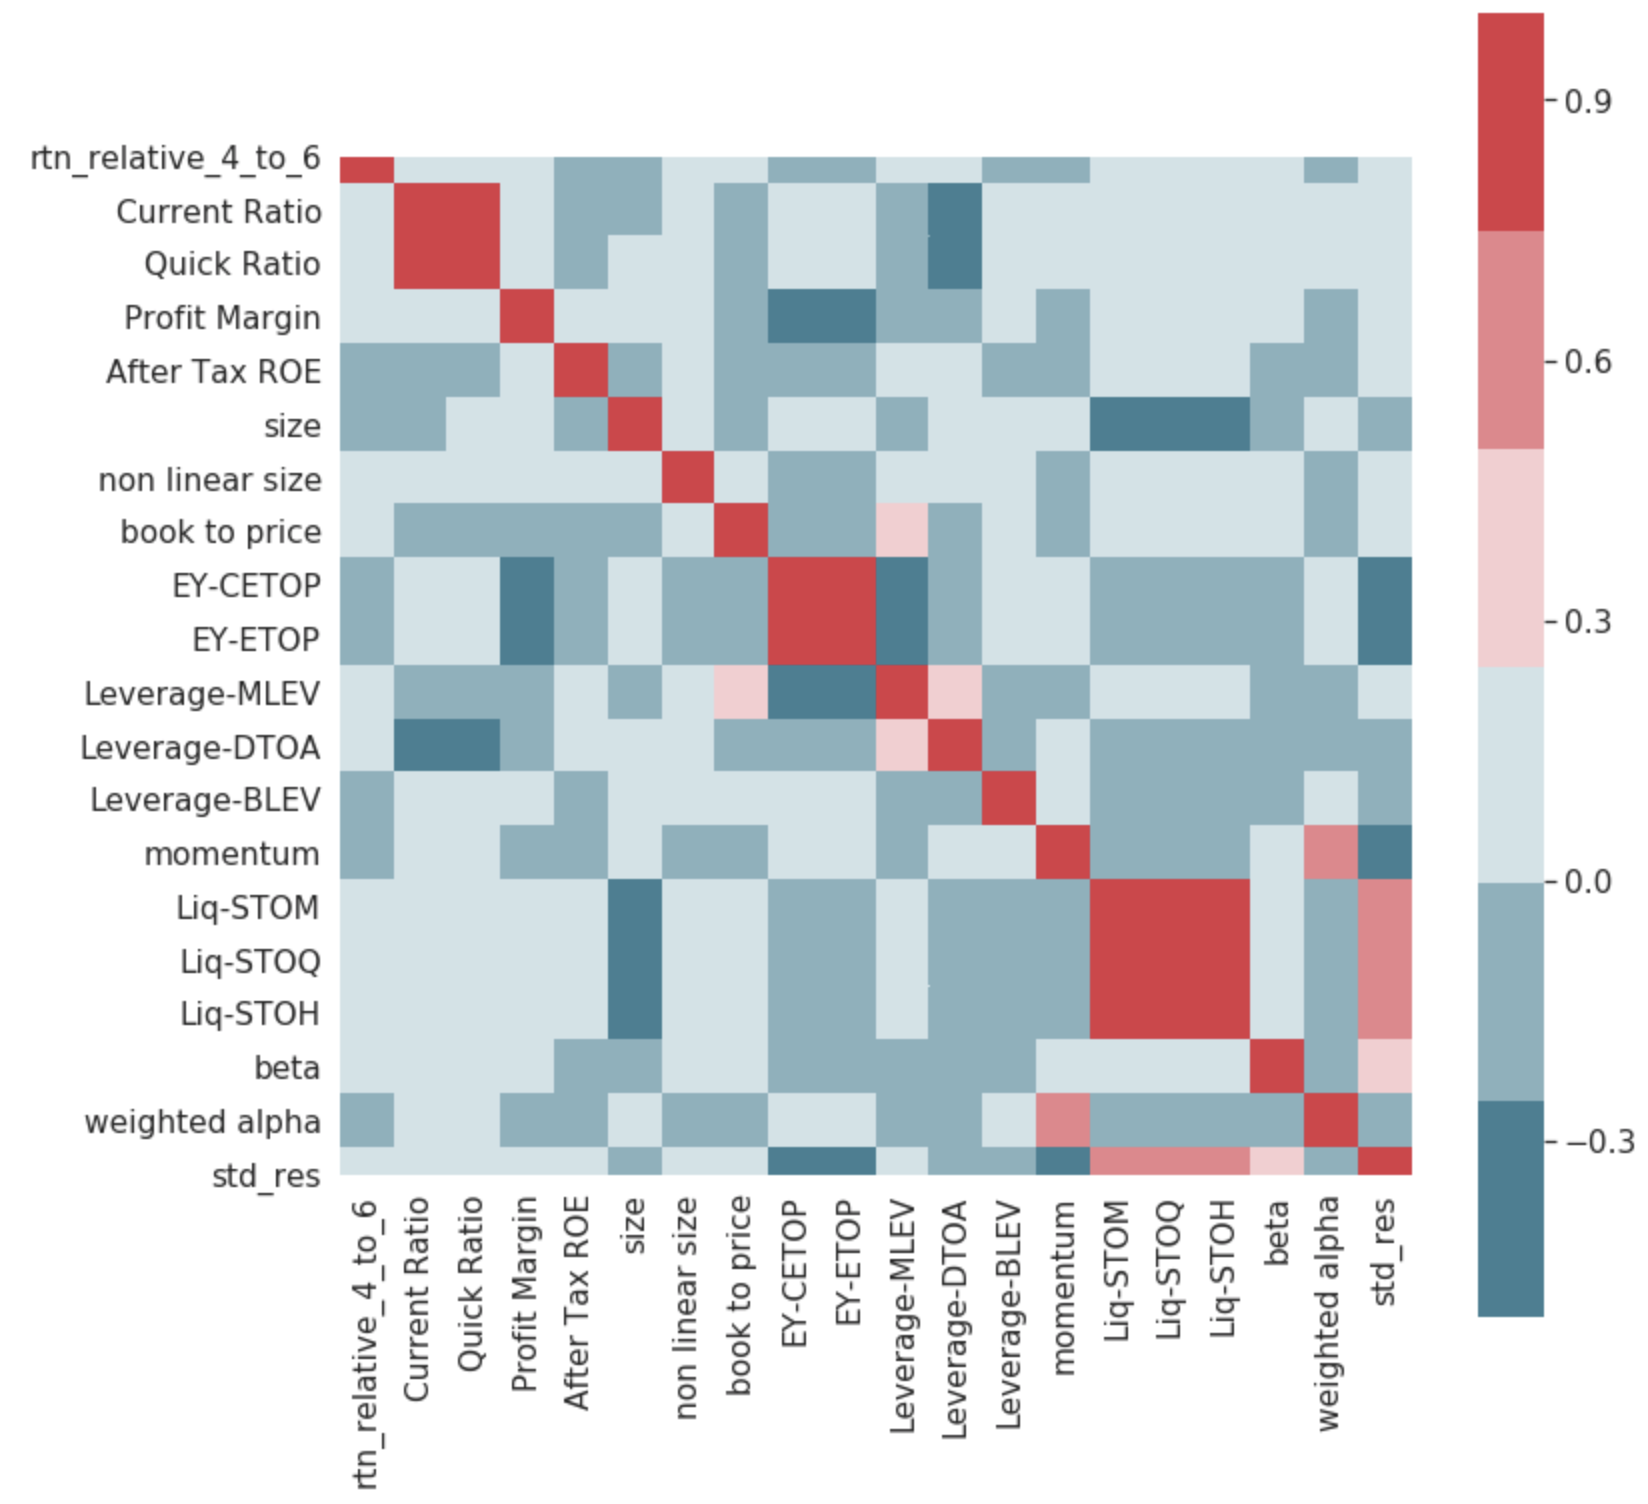 rtn_relative_4_to_6
Current Ratio
Quick Ratio
Profit Margin
After Tax ROE
size
non linear size
book to price
EY-CETOP
EY-ETOP
Leverage-MLEV
Leverage-DTOA
Leverage-BLEV
momentum
Liq-STOM
Liq-STOQ
Liq-STOH
beta
weighted alpha
std_res
rtn_relative_4_to_6
Current Ratio
Quick Ratio
Profit Margin
After Tax ROE
size
non linear size
book to price
EY-CETOP
EY-ETOP
Leverage-MLEV
Leverage-DTOA
Leverage-BLEV
momentum
Liq-STOM
Liq-STOQ
Liq-STOH
beta
weighted alpha
std_res
0.9
0.6
0.3
0.0
−0.3